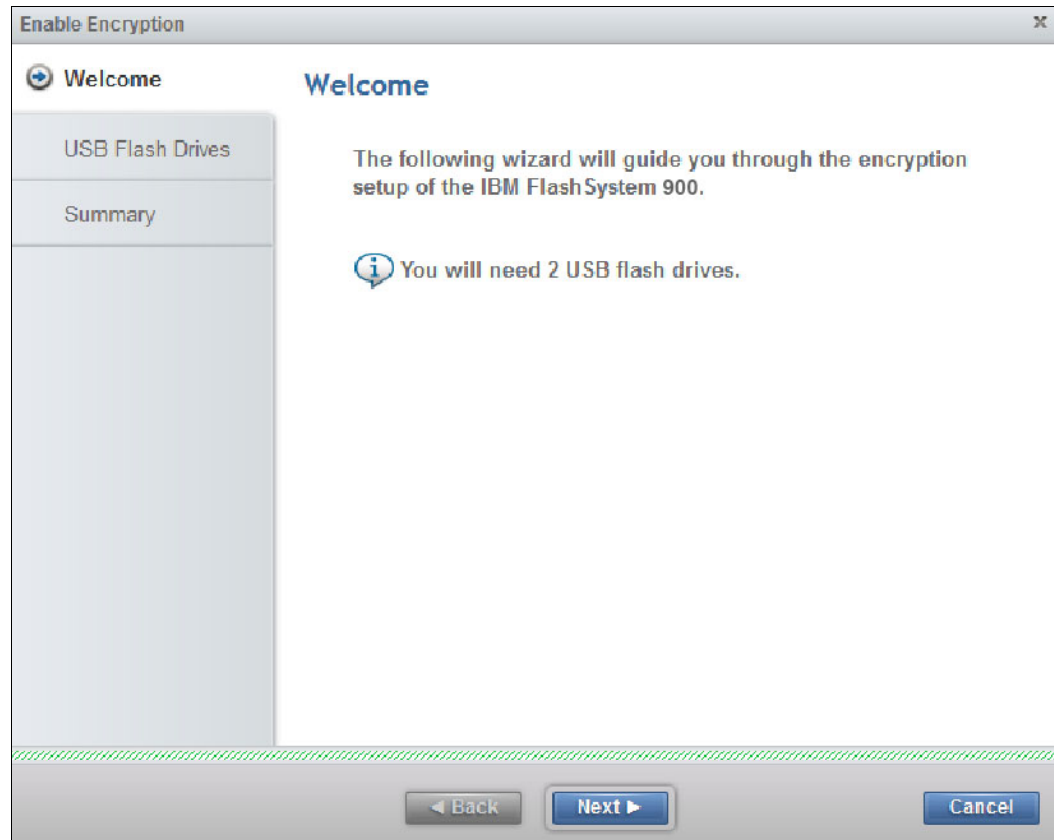 Enable Encryption
x
Welcome
USB Flash Drives
Summary
Welcome
The following wizard will guide you through the encryption
setup of the IBM FlashSystem 900.
You will need 2 USB flash drives.
Back
Next
Cancel